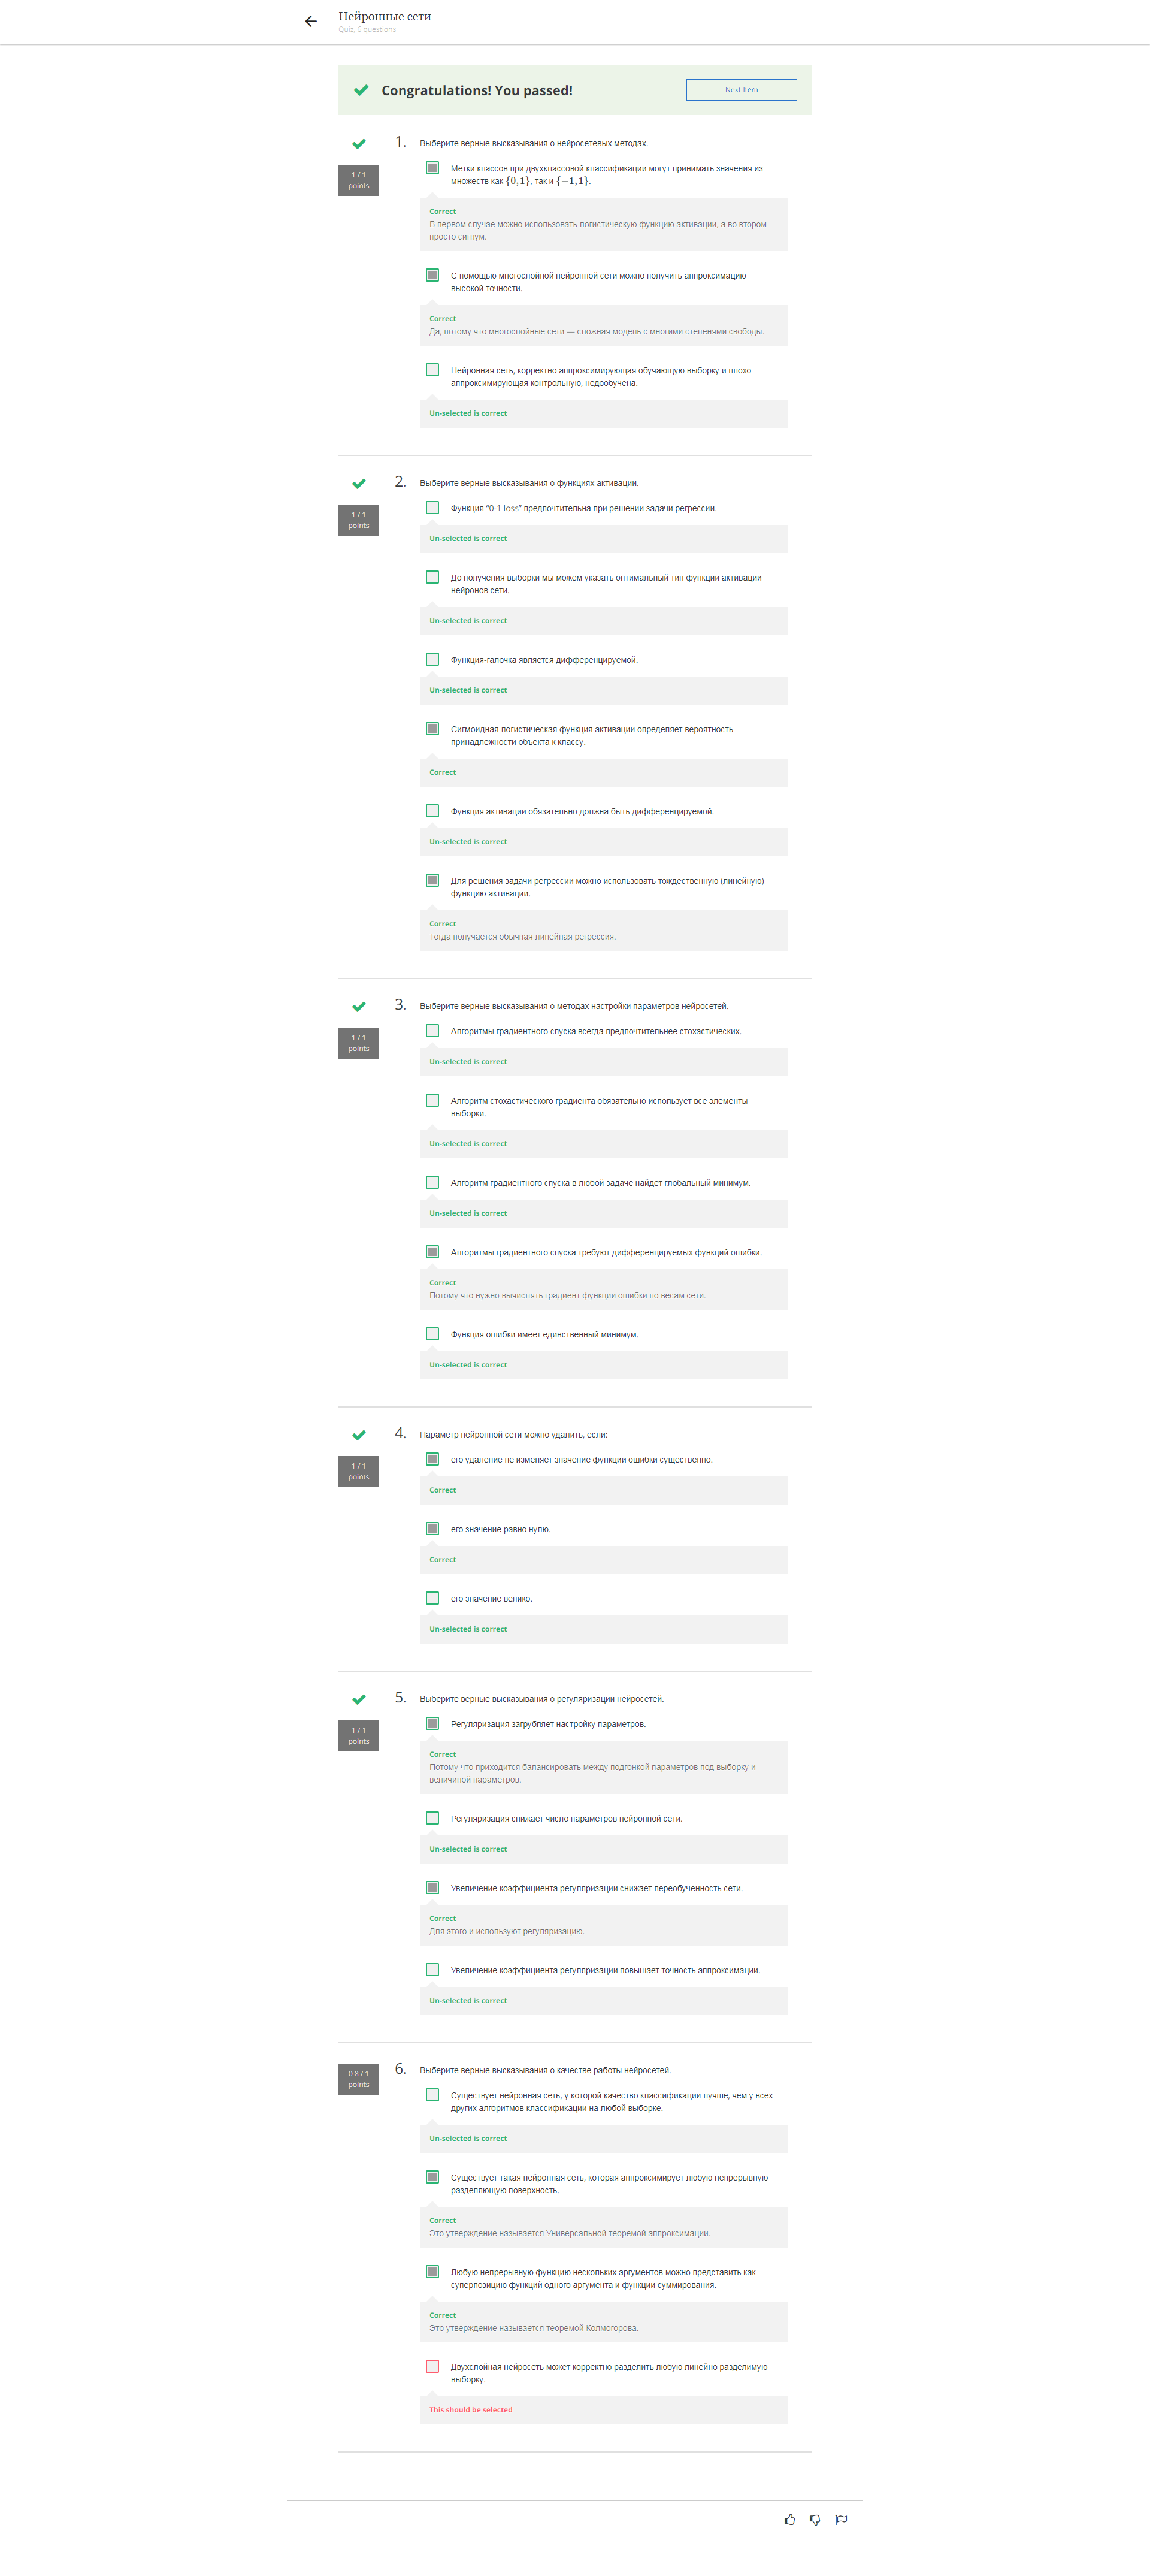 Нейронные сети
Quiz, 6 questions
Congratulations! You passed!
Next Item
1 / 1
points
1.
Выберите верные высказывания о нейросетевых методах.
Метки классов при двухклассовой классификации могут принимать значения из
множеств как {0, 1}, так и {−1, 1}.
Correct
В первом случае можно использовать логистическую функцию активации, а во втором
просто сигнум.
С помощью многослойной нейронной сети можно получить аппроксимацию
высокой точности.
Correct
Да, потому что многослойные сети — сложная модель с многими степенями свободы.
Нейронная сеть, корректно аппроксимирующая обучающую выборку и плохо
аппроксимирующая контрольную, недообучена.
Un-selected is correct
1 / 1
points
2.
Выберите верные высказывания о функциях активации.
Функция “0-1 loss” предпочтительна при решении задачи регрессии.
Un-selected is correct
До получения выборки мы можем указать оптимальный тип функции активации
нейронов сети.
Un-selected is correct
Функция-галочка является дифференцируемой.
Un-selected is correct
Сигмоидная логистическая функция активации определяет вероятность
принадлежности объекта к классу.
Correct
Функция активации обязательно должна быть дифференцируемой.
Un-selected is correct
Для решения задачи регрессии можно использовать тождественную (линейную)
функцию активации.
Correct
Тогда получается обычная линейная регрессия.
1 / 1
points
3.
Выберите верные высказывания о методах настройки параметров нейросетей.
Алгоритмы градиентного спуска всегда предпочтительнее стохастических.
Un-selected is correct
Алгоритм стохастического градиента обязательно использует все элементы
выборки.
Un-selected is correct
Алгоритм градиентного спуска в любой задаче найдет глобальный минимум.
Un-selected is correct
Алгоритмы градиентного спуска требуют дифференцируемых функций ошибки.
Correct
Потому что нужно вычислять градиент функции ошибки по весам сети.
Функция ошибки имеет единственный минимум.
Un-selected is correct
1 / 1
points
4.
Параметр нейронной сети можно удалить, если:
его удаление не изменяет значение функции ошибки существенно.
Correct
его значение равно нулю.
Correct
его значение велико.
Un-selected is correct
1 / 1
points
5.
Выберите верные высказывания о регуляризации нейросетей.
Регуляризация загрубляет настройку параметров.
Correct
Потому что приходится балансировать между подгонкой параметров под выборку и
величиной параметров.
Регуляризация снижает число параметров нейронной сети.
Un-selected is correct
Увеличение коэффициента регуляризации снижает переобученность сети.
Correct
Для этого и используют регуляризацию.
Увеличение коэффициента регуляризации повышает точность аппроксимации.
Un-selected is correct
0.8 / 1
points
6.
Выберите верные высказывания о качестве работы нейросетей.
Существует нейронная сеть, у которой качество классификации лучше, чем у всех
других алгоритмов классификации на любой выборке.
Un-selected is correct
Существует такая нейронная сеть, которая аппроксимирует любую непрерывную
разделяющую поверхность.
Correct
Это утверждение называется Универсальной теоремой аппроксимации.
Любую непрерывную функцию нескольких аргументов можно представить как
суперпозицию функций одного аргумента и функции суммирования.
Correct
Это утверждение называется теоремой Колмогорова.
Двухслойная нейросеть может корректно разделить любую линейно разделимую
выборку.
This should be selected